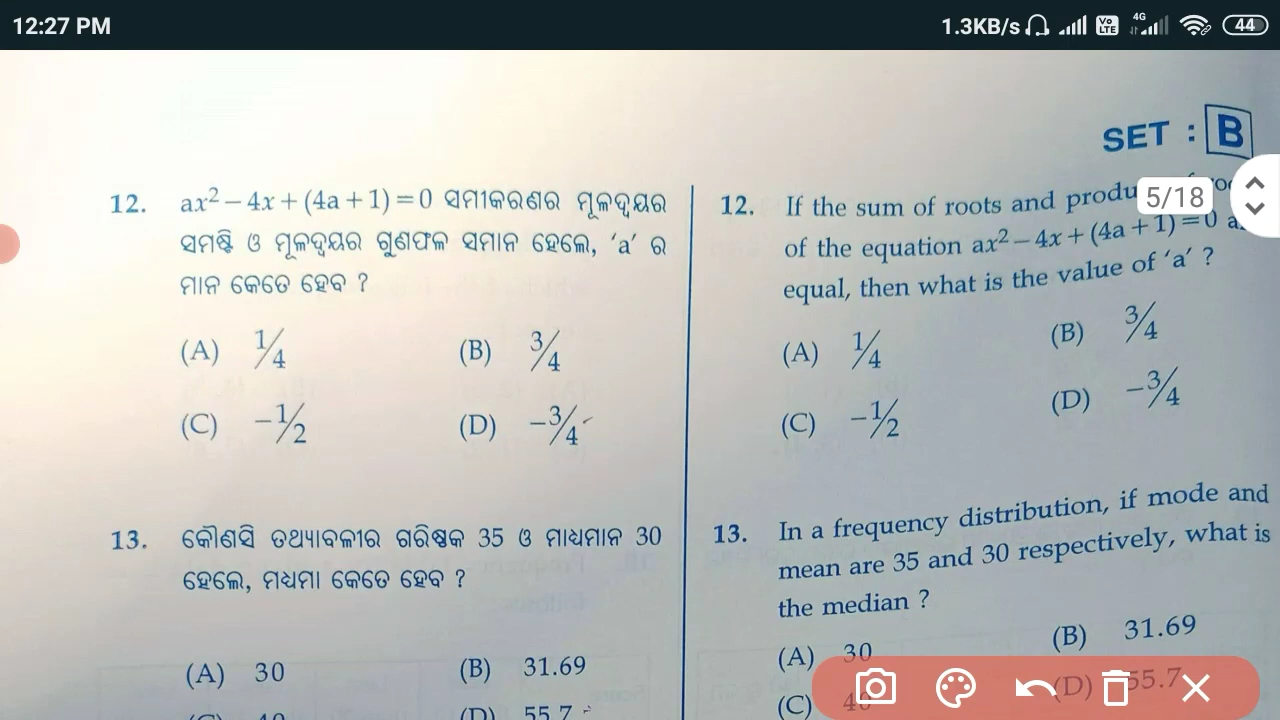 12:27 PM
1.3KB/s Vo LTE 4G 44
SET : B
5/18
12. ax² – 4x + (4a + 1) = 0 ସମୀକରଣର ମୂଳଦ୍ୱୟର
ସମଷ୍ଟି ଓ ମୂଳଦ୍ୱୟର ଗୁଣଫଳ ସମାନ ହେଲେ, ‘a’ ର
ମାନ କେତେ ହେବ ?
(A) 1/4 (B) 3/4
(C) –1/2 (D) –3/4
13. କୌଣସି ତଥ୍ୟାବଳୀର ଗରିଷ୍ଠକ 35 ଓ ମାଧ୍ୟମାନ 30
ହେଲେ, ମଧ୍ୟମା କେତେ ହେବ ?
(A) 30 (B) 31.69
(D) 55.7
12. If the sum of roots and
of the equation ax² – 4x + (4a + 1) = 0
equal, then what is the value of ‘a’ ?
(A) 1/4 (B) 3/4
(C) –1/2 (D) –3/4
13. In a frequency distribution, if mode and
mean are 35 and 30 respectively, what is
the median ?
(A) 30 (B) 31.69
(C) (D) 55.7